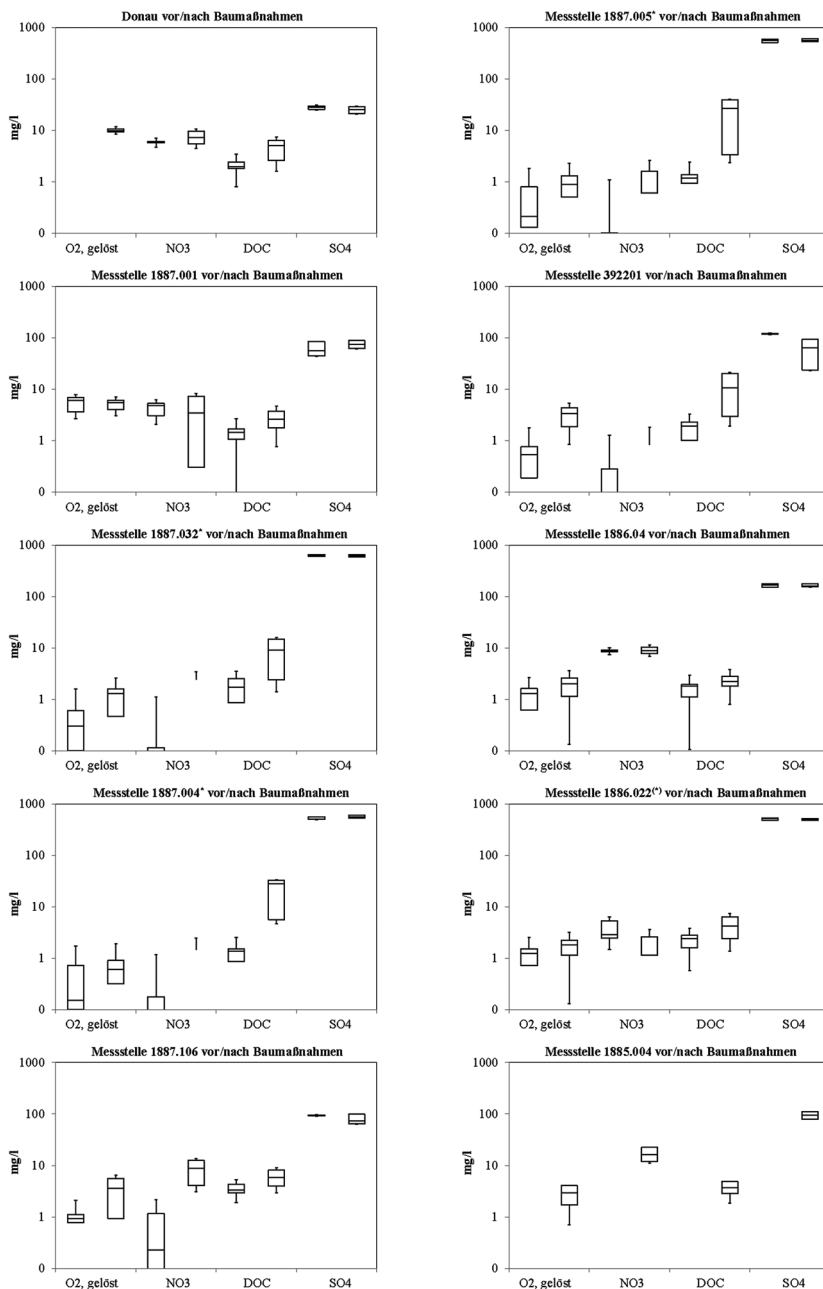 Donau vor/nach Baumaßnahmen
1000
100
10
1
0
mg/l
O2, gelöst NO3 DOC SO4
Messstelle 1887.005* vor/nach Baumaßnahmen
1000
100
10
1
0
mg/l
O2, gelöst NO3 DOC SO4
Messstelle 1887.001 vor/nach Baumaßnahmen
1000
100
10
1
0
mg/l
O2, gelöst NO3 DOC SO4
Messstelle 392201 vor/nach Baumaßnahmen
1000
100
10
1
0
mg/l
O2, gelöst NO3 DOC SO4
Messstelle 1887.032* vor/nach Baumaßnahmen
1000
100
10
1
0
mg/l
O2, gelöst NO3 DOC SO4
Messstelle 1886.04 vor/nach Baumaßnahmen
1000
100
10
1
0
mg/l
O2, gelöst NO3 DOC SO4
Messstelle 1887.004* vor/nach Baumaßnahmen
1000
100
10
1
0
mg/l
O2, gelöst NO3 DOC SO4
Messstelle 1886.022(*) vor/nach Baumaßnahmen
1000
100
10
1
0
mg/l
O2, gelöst NO3 DOC SO4
Messstelle 1887.106 vor/nach Baumaßnahmen
1000
100
10
1
0
mg/l
O2, gelöst NO3 DOC SO4
Messstelle 1885.004 vor/nach Baumaßnahmen
1000
100
10
1
0
mg/l
O2, gelöst NO3 DOC SO4